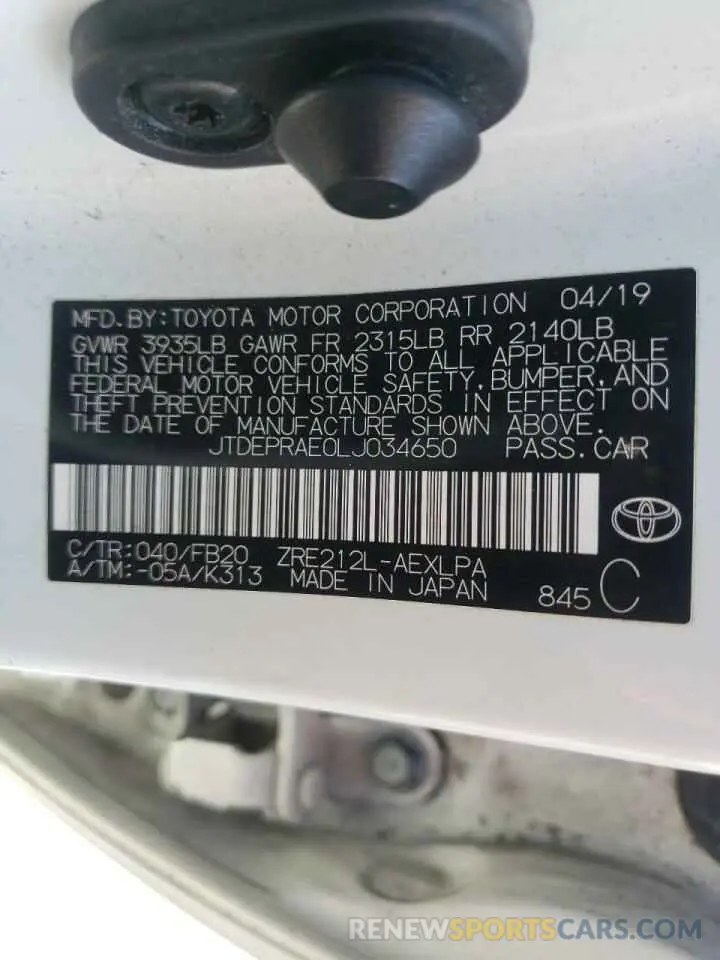 MFD.BY:TOYOTA MOTOR CORPORATION 04/19
GVWR 3935LB GAWR FR 2315LB RR 2140LB
THIS VEHICLE CONFORMS TO ALL APPLICABLE
FEDERAL MOTOR VEHICLE SAFETY,BUMPER,AND
THEFT PREVENTION STANDARDS IN EFFECT ON
THE DATE OF MANUFACTURE SHOWN ABOVE.
JTDEPRAE0LJ034650 PASS.CAR
C/TR:040/FB20 ZRE212L-AEXLPA
A/TM:-05A/K313 MADE IN JAPAN 845 C
RENEWSPORTSCARS.COM